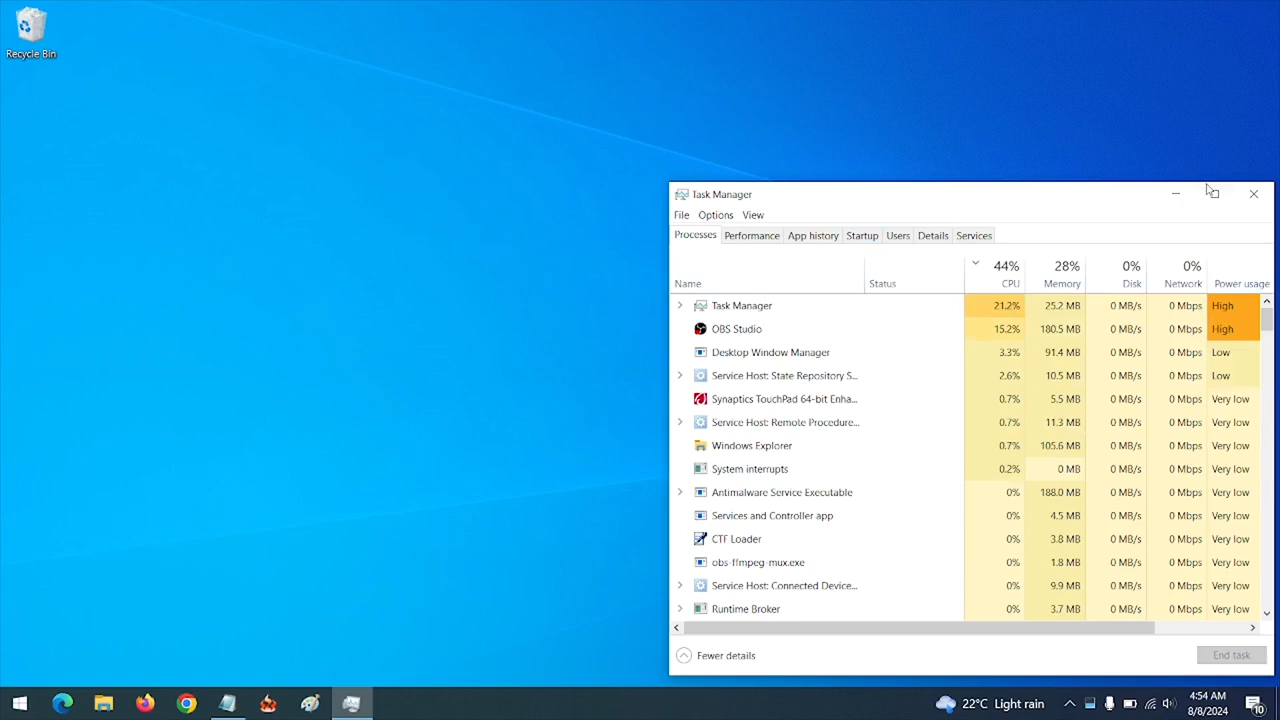 Recycle Bin
Task Manager
File Options View
Processes Performance App history Startup Users Details Services
44% 28% 0% 0%
Name Status CPU Memory Disk Network Power usage
Task Manager 21.2% 25.2 MB 0 MB/s 0 Mbps High
OBS Studio 15.2% 180.5 MB 0 MB/s 0 Mbps High
Desktop Window Manager 3.3% 91.4 MB 0 MB/s 0 Mbps Low
Service Host: State Repository S... 2.6% 10.5 MB 0 MB/s 0 Mbps Low
Synaptics TouchPad 64-bit Enha... 0.7% 5.5 MB 0 MB/s 0 Mbps Very low
Service Host: Remote Procedure... 0.7% 11.3 MB 0 MB/s 0 Mbps Very low
Windows Explorer 0.7% 105.6 MB 0 MB/s 0 Mbps Very low
System interrupts 0.2% 0 MB 0 MB/s 0 Mbps Very low
Antimalware Service Executable 0% 188.0 MB 0 MB/s 0 Mbps Very low
Services and Controller app 0% 4.5 MB 0 MB/s 0 Mbps Very low
CTF Loader 0% 3.8 MB 0 MB/s 0 Mbps Very low
obs-ffmpeg-mux.exe 0% 1.8 MB 0 MB/s 0 Mbps Very low
Service Host: Connected Device... 0% 9.9 MB 0 MB/s 0 Mbps Very low
Runtime Broker 0% 3.7 MB 0 MB/s 0 Mbps Very low
Fewer details End task
22°C Light rain 4:54 AM
8/8/2024 10